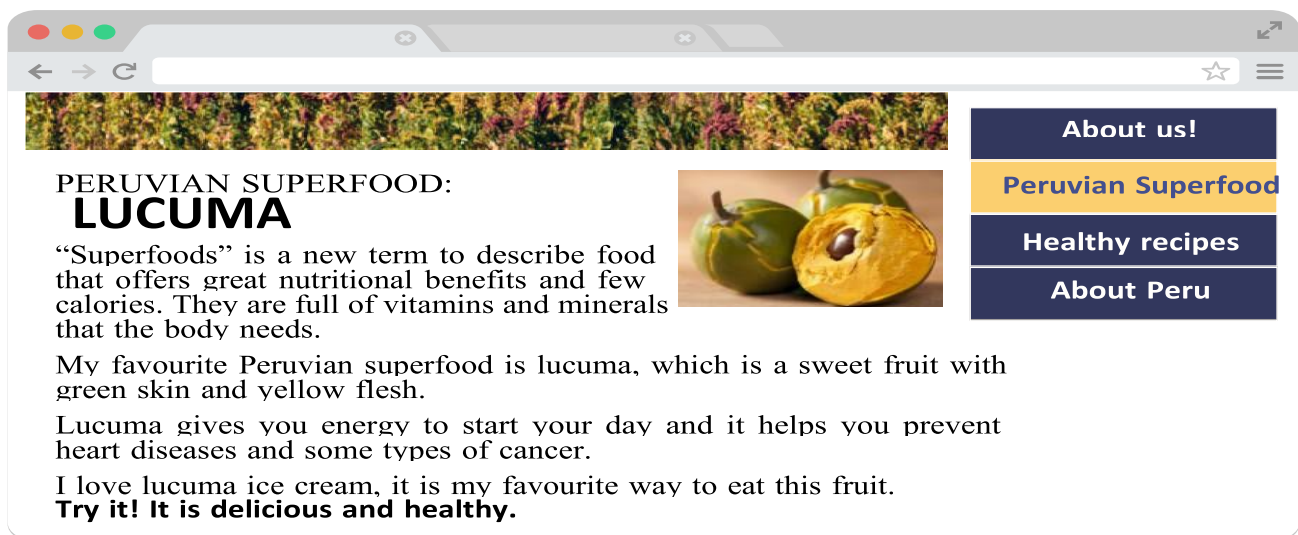 About us!
Peruvian Superfood
Healthy recipes
About Peru
PERUVIAN SUPERFOOD:
LUCUMA
“Superfoods” is a new term to describe food
that offers great nutritional benefits and few
calories. They are full of vitamins and minerals
that the body needs.
My favourite Peruvian superfood is lucuma, which is a sweet fruit with
green skin and yellow flesh.
Lucuma gives you energy to start your day and it helps you prevent
heart diseases and some types of cancer.
I love lucuma ice cream, it is my favourite way to eat this fruit.
Try it! It is delicious and healthy.